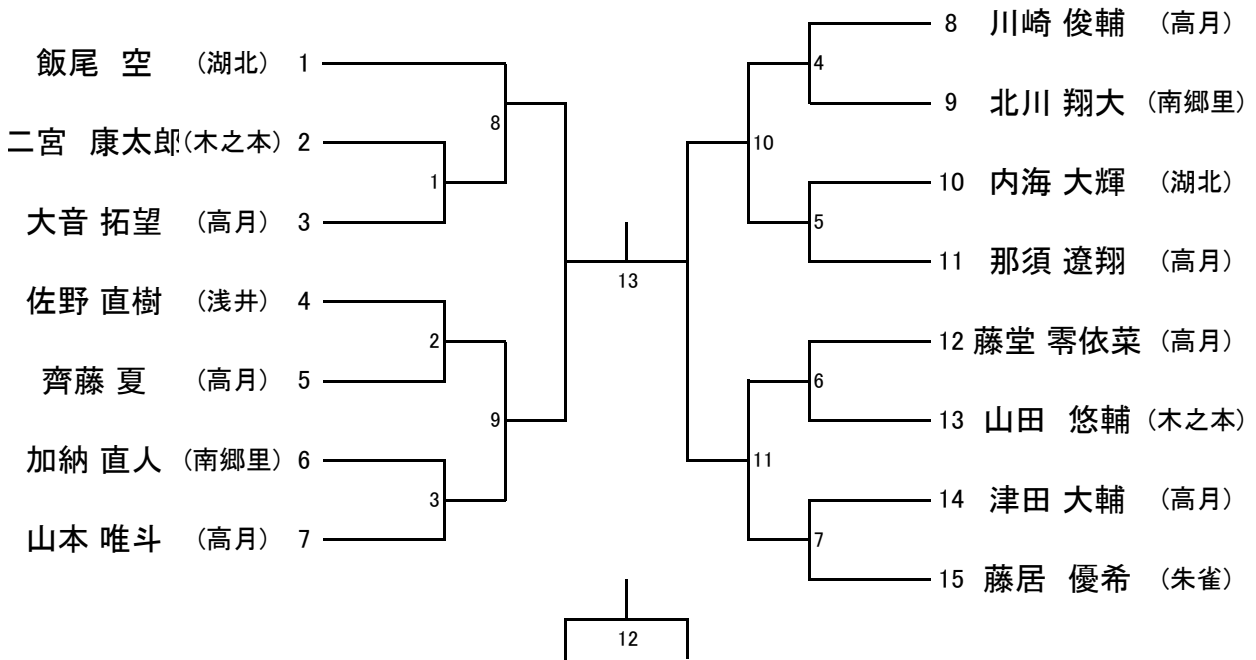 飯尾 空 （湖北） 1
二宮 康太郎（木之本） 2
大音 拓望 （高月） 3
佐野 直樹 （浅井） 4
齊藤 夏 （高月） 5
加納 直人 （南郷里） 6
山本 唯斗 （高月） 7
8
1
2
9
3
13
12
8 川崎 俊輔 （高月）
9 北川 翔大 （南郷里）
10 内海 大輝 （湖北）
11 那須 遼翔 （高月）
12 藤堂 零依菜 （高月）
13 山田 悠輔 （木之本）
14 津田 大輔 （高月）
15 藤居 優希 （朱雀）
4
10
5
6
11
7